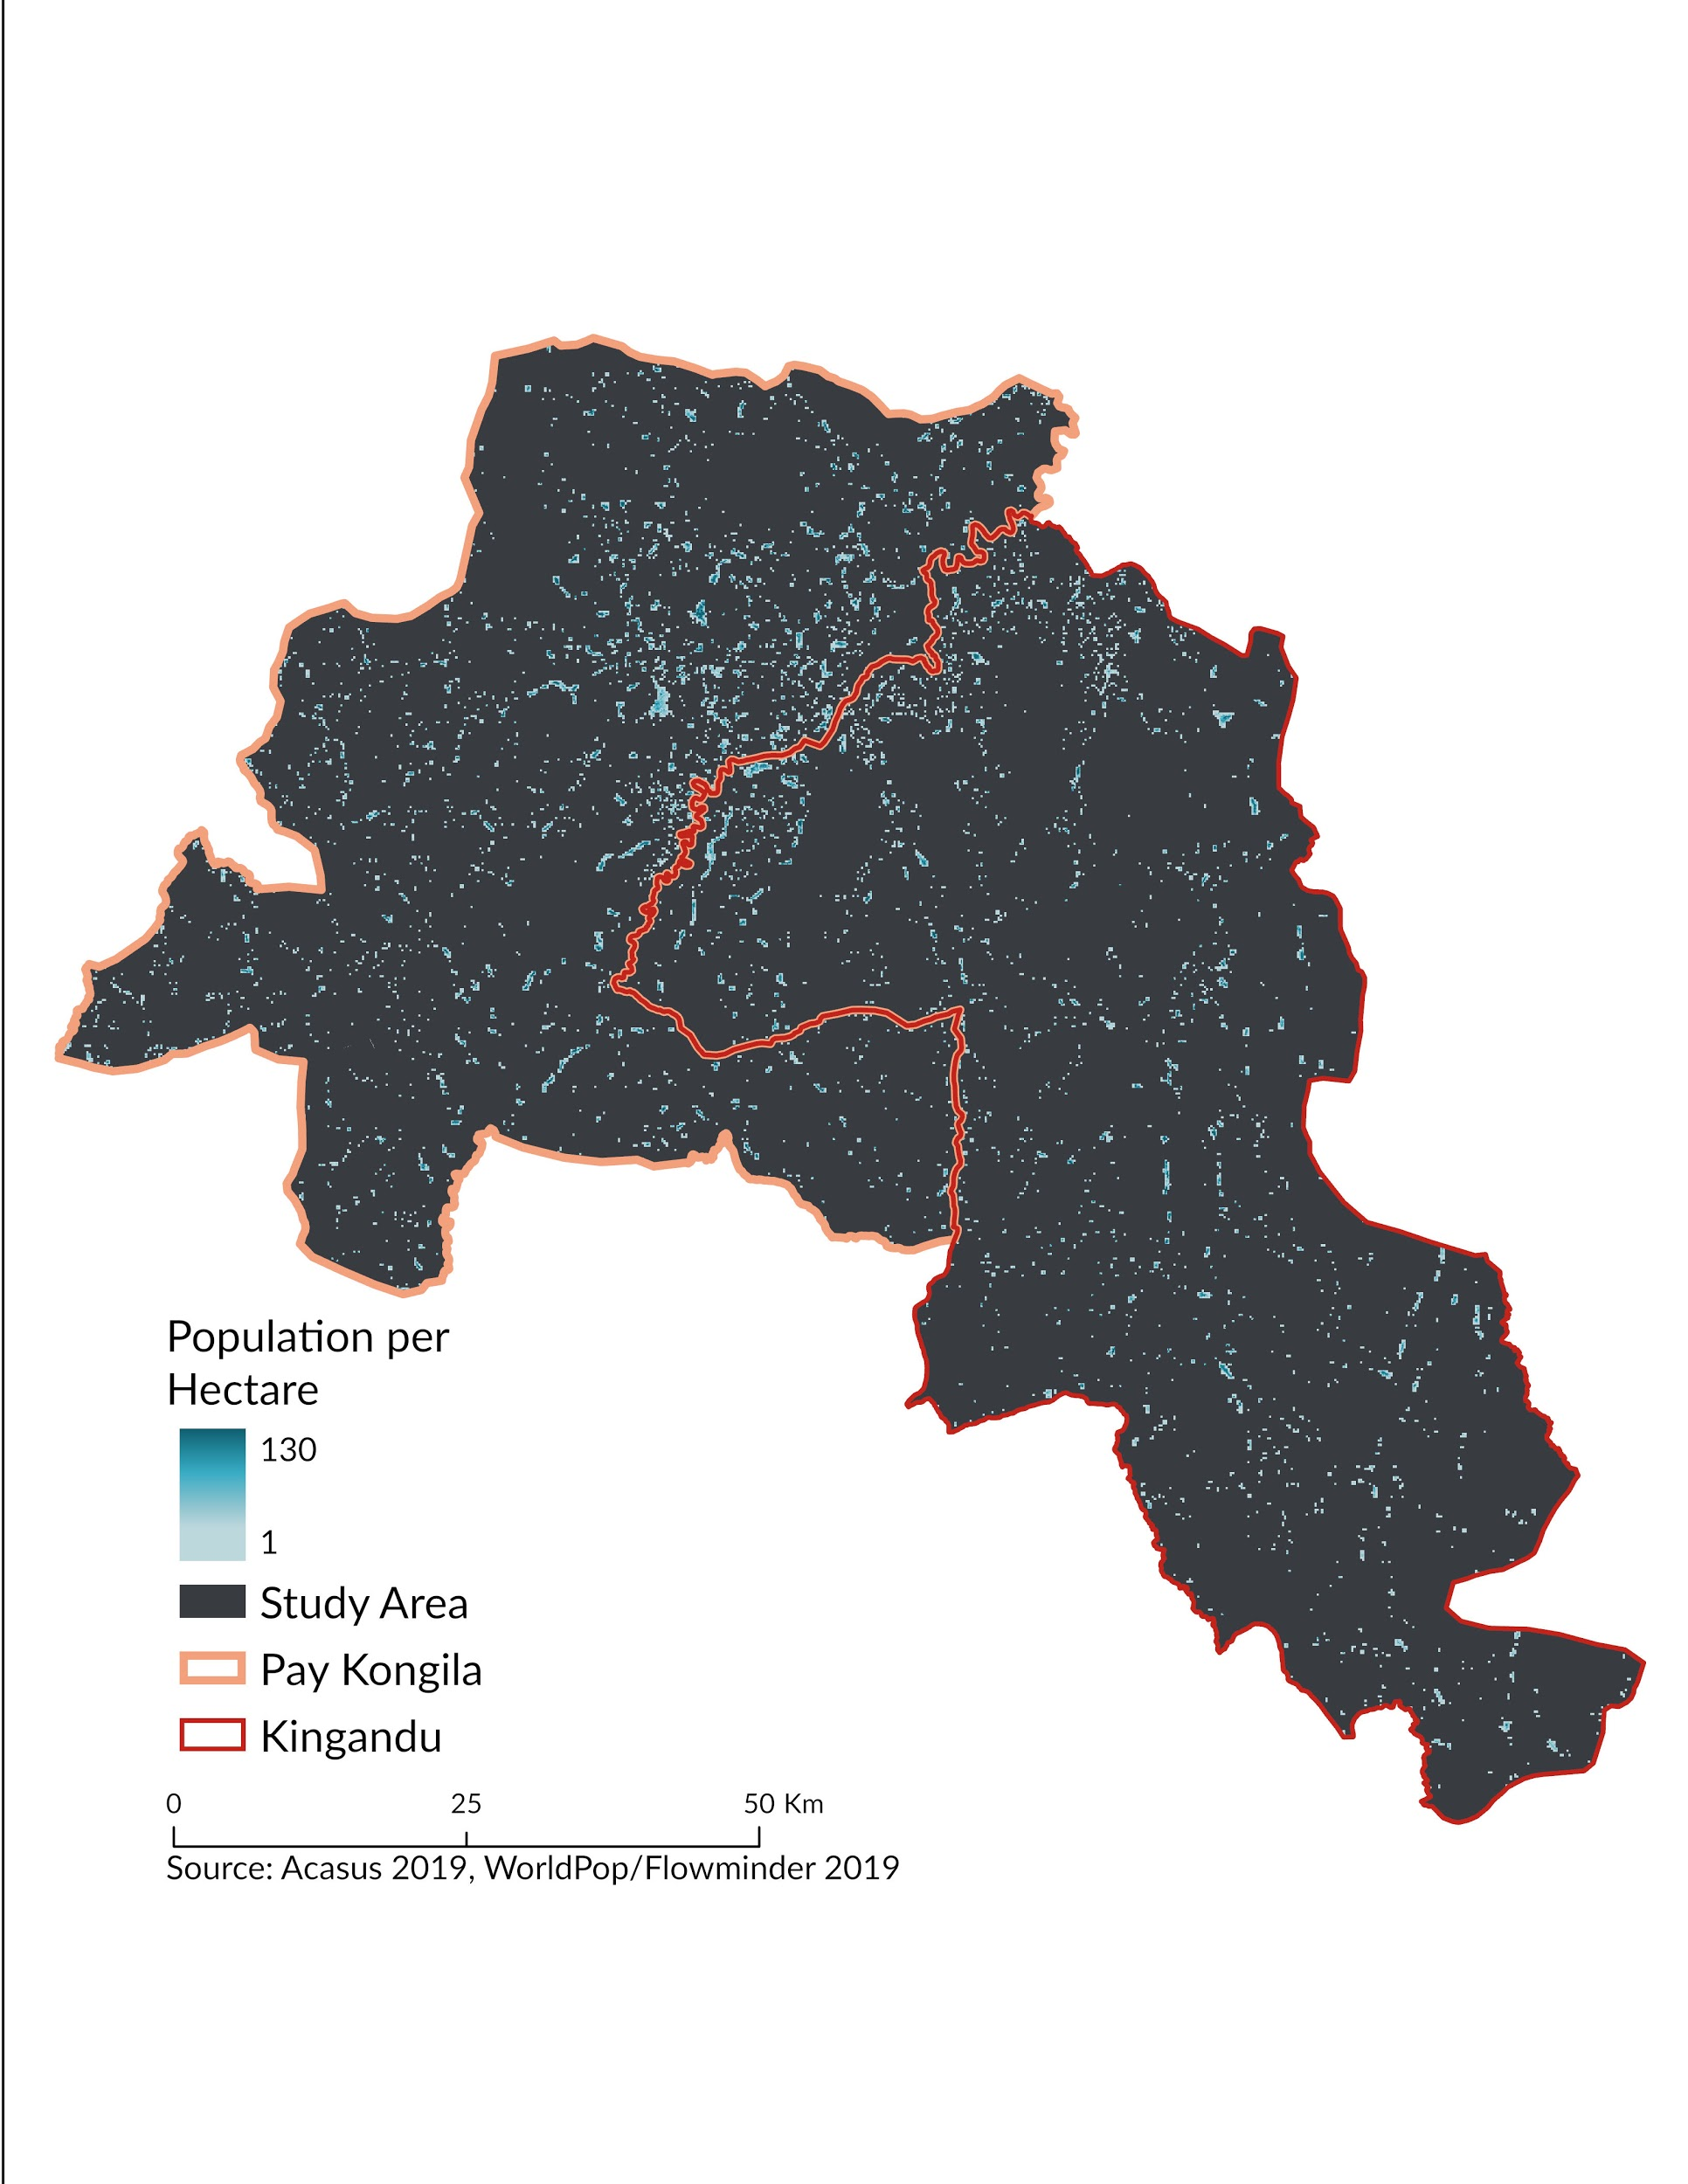 Population per
Hectare
130
1
Study Area
Pay Kongila
Kingandu
0 25 50 Km
Source: Acasus 2019, WorldPop/Flowminder 2019